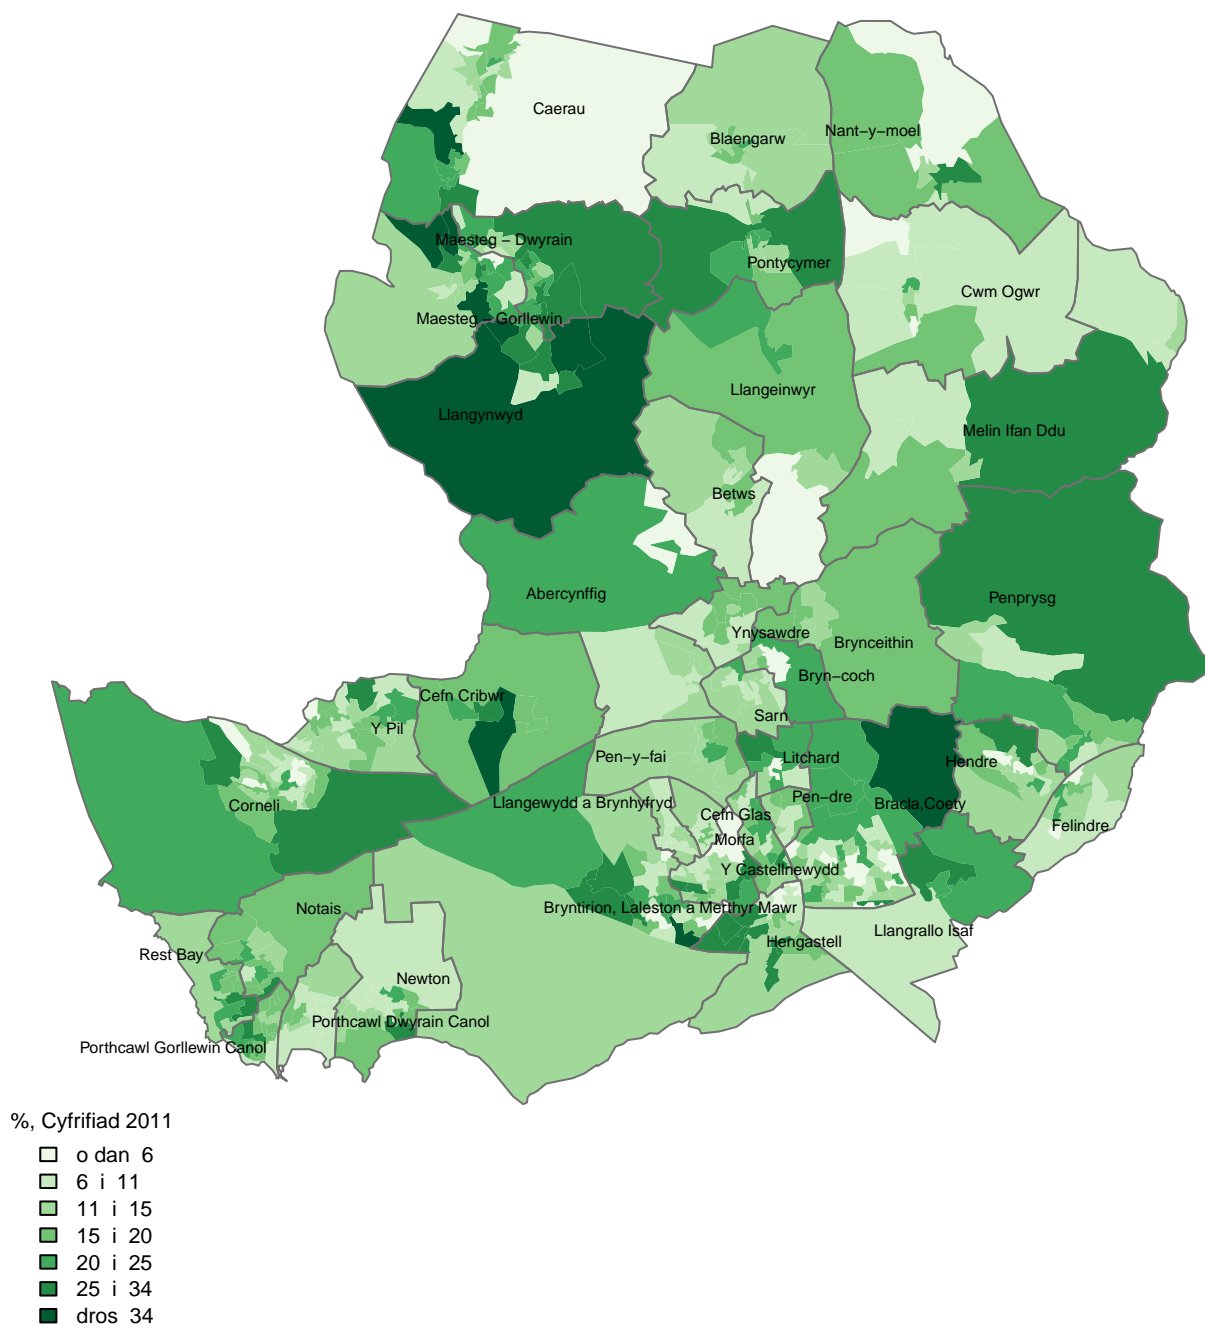 Caerau
Blaengarw
Nant−y−moel
Maesteg − Dwyrain
Pontycymer
Cwm Ogwr
Maesteg − Gorllewin
Llangeinwyr
Llangynwyd
Melin Ifan Ddu
Betws
Abercynffig
Penprysg
Ynysawdre
Brynceithin
Bryn−coch
Cefn Cribwr
Sarn
Y Pil
Pen−y−fai
Litchard
Hendre
Llangewydd a Brynhyfryd
Pen−dre
Bracla,Coety
Corneli
Cefn Glas
Felindre
Morfa
Y Castellnewydd
Notais
Bryntirion, Laleston a Merthyr Mawr
Llangrallo Isaf
Hengastell
Rest Bay
Newton
Porthcawl Dwyrain Canol
Porthcawl Gorllewin Canol
%, Cyfrifiad 2011
o dan 6
6 i 11
11 i 15
15 i 20
20 i 25
25 i 34
dros 34